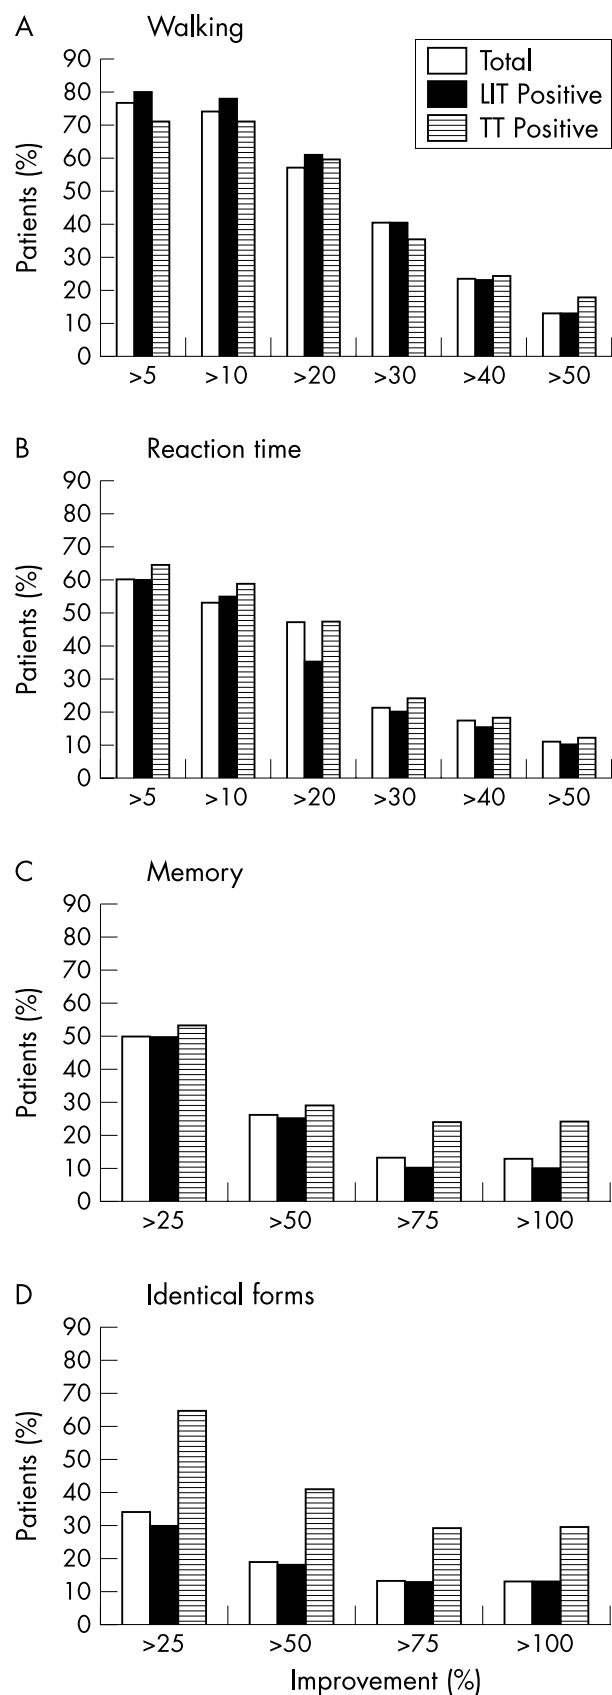 A Walking
Total
LIT Positive
TT Positive
Patients (%)
90
80
70
60
50
40
30
20
10
0
>5 >10 >20 >30 >40 >50
B Reaction time
Patients (%)
90
80
70
60
50
40
30
20
10
0
>5 >10 >20 >30 >40 >50
C Memory
Patients (%)
90
80
70
60
50
40
30
20
10
0
>25 >50 >75 >100
D Identical forms
Patients (%)
90
80
70
60
50
40
30
20
10
0
>25 >50 >75 >100
Improvement (%)